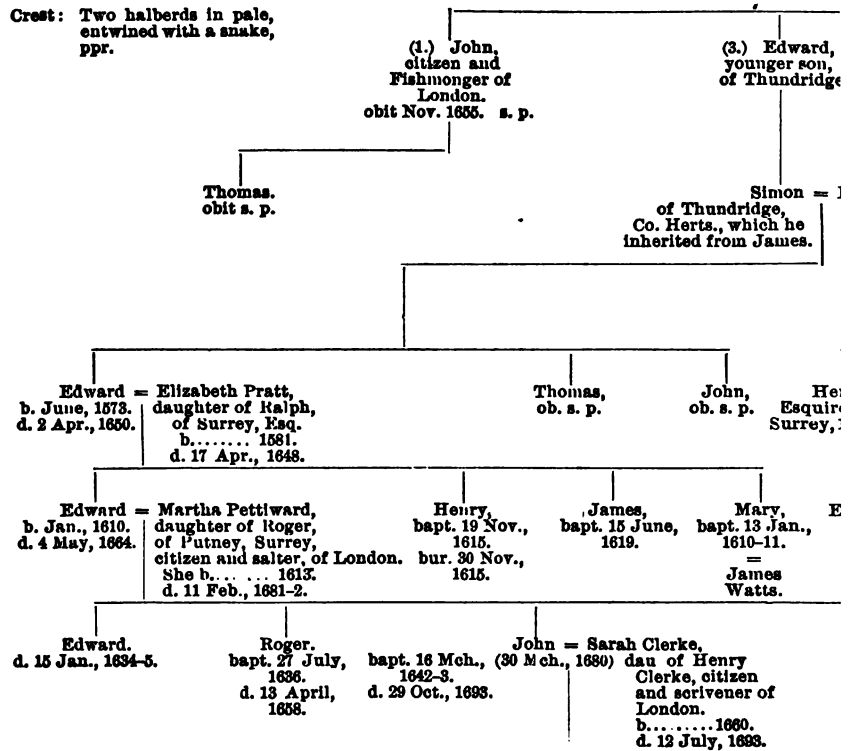 Crest: Two halberds in pale,
entwined with a snake,
ppr.
(1.) John,
citizen and
Fishmonger of
London.
obit Nov. 1655. s. p.
(3.) Edward,
younger son,
of Thundridge
Thomas.
obit s. p.
Simon =
of Thundridge,
Co. Herts., which he
inherited from James.
Edward = Elizabeth Pratt,
b. June, 1573. daughter of Ralph,
d. 2 Apr., 1650. of Surrey, Esq.
b........ 1581.
d. 17 Apr., 1648.
Thomas,
ob. s. p.
John,
ob. s. p.
Esquire
Surrey,
Edward = Martha Pettiward,
b. Jan., 1610. daughter of Roger,
d. 4 May, 1664. of Putney, Surrey,
citizen and salter, of London.
She b.... ... 1613.
d. 11 Feb., 1681-2.
Henry,
bapt. 19 Nov.,
1615.
bur. 30 Nov.,
1615.
James,
bapt. 15 June,
1619.
Mary,
bapt. 13 Jan.,
1610-11.
=
James
Watts.
Edward.
d. 15 Jan., 1634-5.
Roger.
bapt. 27 July,
1636.
d. 13 April,
1658.
John = Sarah Clerke,
bapt. 16 Mch., (30 Mch., 1680) dau of Henry
1642-3. Clerke, citizen
d. 29 Oct., 1693. and scrivener of
London.
b.........1660.
d. 12 July, 1693.